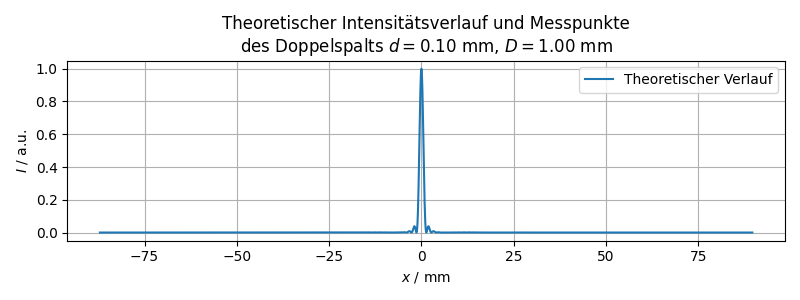 Theoretischer Intensitätsverlauf und Messpunkte
des Doppelspalts d = 0.10 mm, D = 1.00 mm
Theoretischer Verlauf
1.0
0.8
0.6
0.4
0.2
0.0
I / a.u.
−75 −50 −25 0 25 50 75
x / mm